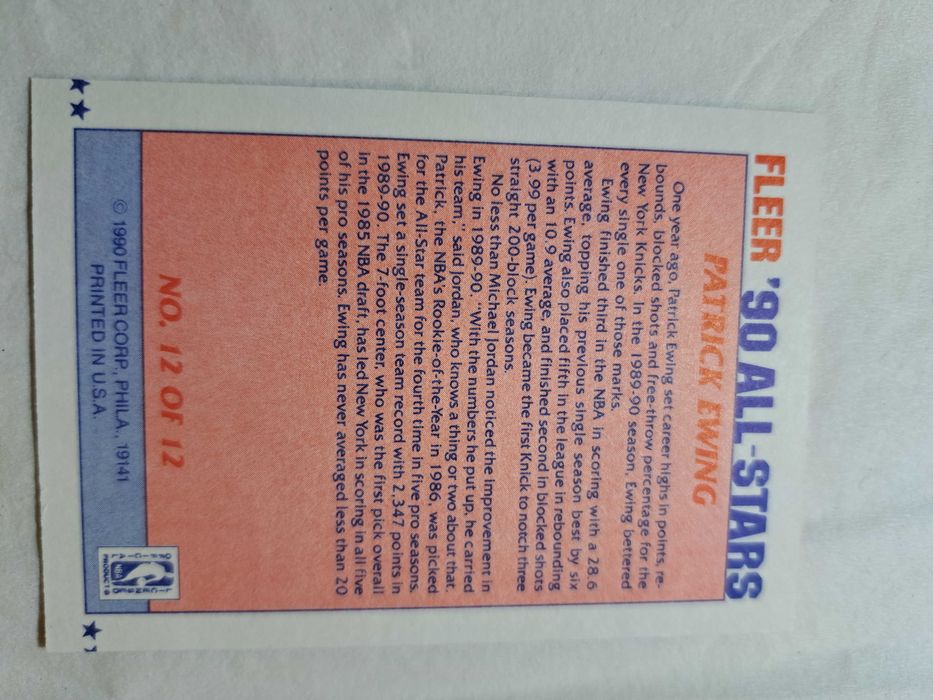 FLEER '90 ALL-STARS
PATRICK EWING
One year ago, Patrick Ewing set career highs in points, re-
bounds, blocked shots and free-throw percentage for the
New York Knicks. In the 1989-90 season, Ewing bettered
every single one of those marks.
Ewing finished third in the NBA in scoring with a 28.6
average, topping his previous single season best by six
points. Ewing also placed fifth in the league in rebounding
with an 10.9 average, and finished second in blocked shots
(3.99 per game). Ewing became the first Knick to notch three
straight 200-block seasons.
No less than Michael Jordan noticed the improvement in
Ewing in 1989-90. "With the numbers he put up, he carried
his team," said Jordan, who knows a thing or two about that.
Patrick, the NBA's Rookie-of-the-Year in 1986, was picked
for the All-Star team for the fourth time in five pro seasons.
Ewing set a single-season team record with 2,347 points in
1989-90. The 7-foot center, who was the first pick overall
in the 1985 NBA draft, has led New York in scoring in all five
of his pro seasons. Ewing has never averaged less than 20
points per game.
NO. 12 OF 12
© 1990 FLEER CORP., PHILA., 19141
PRINTED IN U.S.A.
OFFICIAL LICENSED
NBA
PRODUCTS